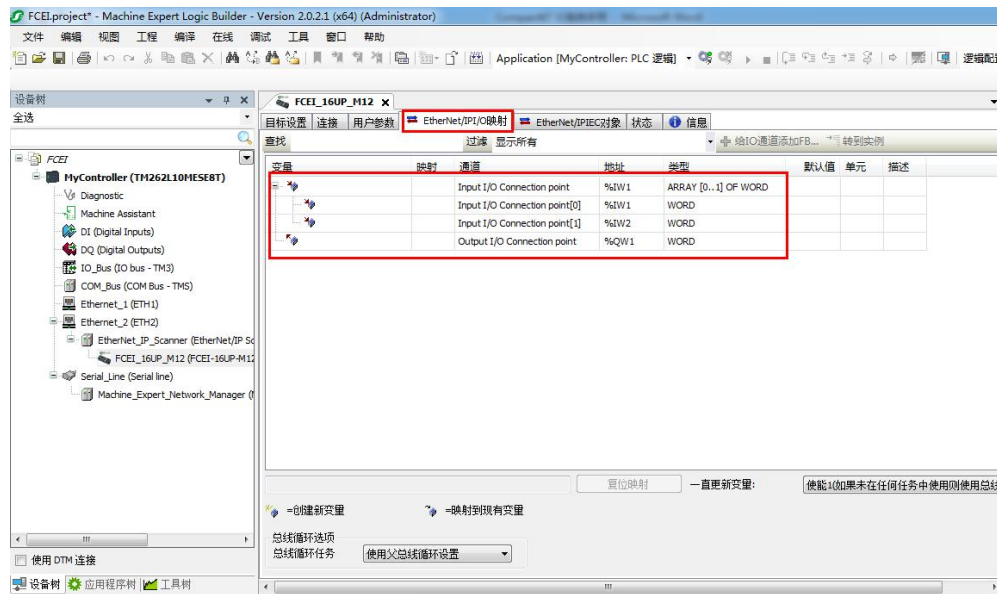 FCEI.project* - Machine Expert Logic Builder - Version 2.0.2.1 (x64) (Administrator)
文件 编辑 视图 工程 编译 在线 调试 工具 窗口 帮助
Application [MyController: PLC 逻辑]
逻辑配
设备树
全选
FCEI
MyController (TM262L10MESE8T)
Diagnostic
Machine Assistant
DI (Digital Inputs)
DQ (Digital Outputs)
IO_Bus (IO bus - TM3)
COM_Bus (COM Bus - TMS)
Ethernet_1 (ETH1)
Ethernet_2 (ETH2)
EtherNet_IP_Scanner (EtherNet/IP Sc
FCEI_16UP_M12 (FCEI-16UP-M12
Serial_Line (Serial line)
Machine_Expert_Network_Manager (
使用 DTM 连接
设备树 应用程序树 工具树
FCEI_16UP_M12
目标设置 连接 用户参数 EtherNet/IPI/O映射 EtherNet/IPIEC对象 状态 信息
查找 过滤 显示所有 给IO通道添加FB... 转到实例
变量 映射 通道 地址 类型 默认值 单元 描述
Input I/O Connection point %IW1 ARRAY [0..1] OF WORD
Input I/O Connection point[0] %IW1 WORD
Input I/O Connection point[1] %IW2 WORD
Output I/O Connection point %QW1 WORD
复位映射 一直更新变量: 使能1(如果未在任何任务中使用则使用总线
=创建新变量 =映射到现有变量
总线循环选项
总线循环任务 使用父总线循环设置